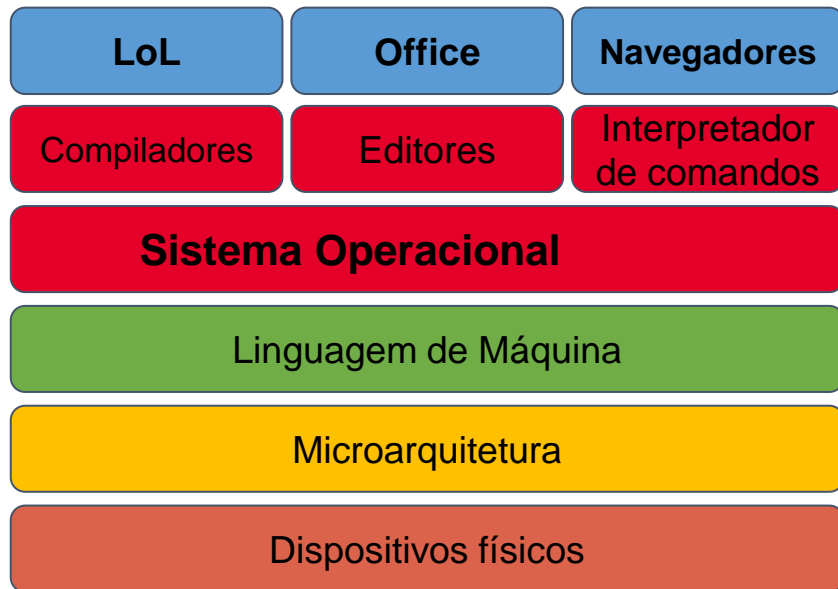 LoL
Office
Navegadores
Compiladores
Editores
Interpretador
de comandos
Sistema Operacional
Linguagem de Máquina
Microarquitetura
Dispositivos físicos